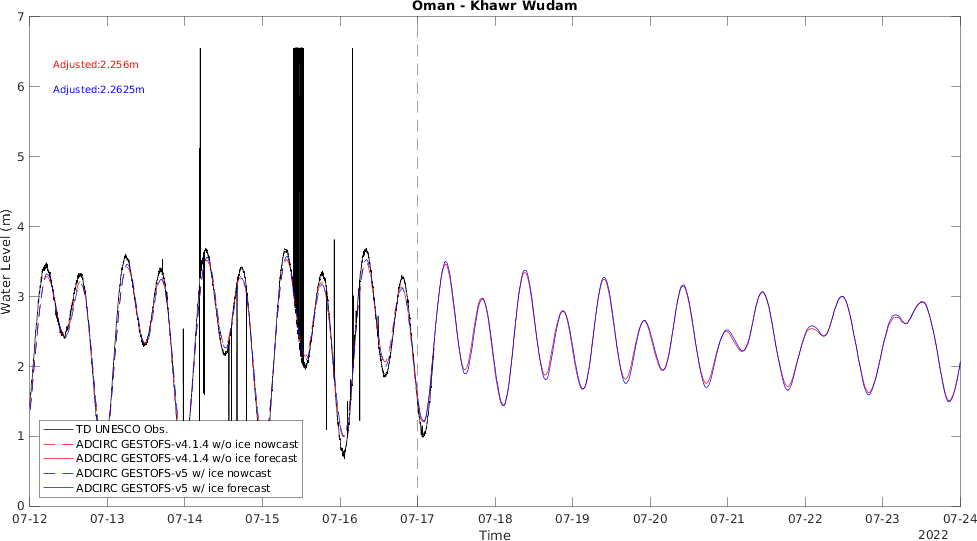 Oman - Khawr Wudam
7
6
5
4
3
2
1
0
Water Level (m)
Adjusted:2.256m
Adjusted:2.2625m
TD UNESCO Obs.
ADCIRC GESTOFS-v4.1.4 w/o ice nowcast
ADCIRC GESTOFS-v4.1.4 w/o ice forecast
ADCIRC GESTOFS-v5 w/ ice nowcast
ADCIRC GESTOFS-v5 w/ ice forecast
07-12 07-13 07-14 07-15 07-16 07-17 07-18 07-19 07-20 07-21 07-22 07-23 07-24
Time
2022